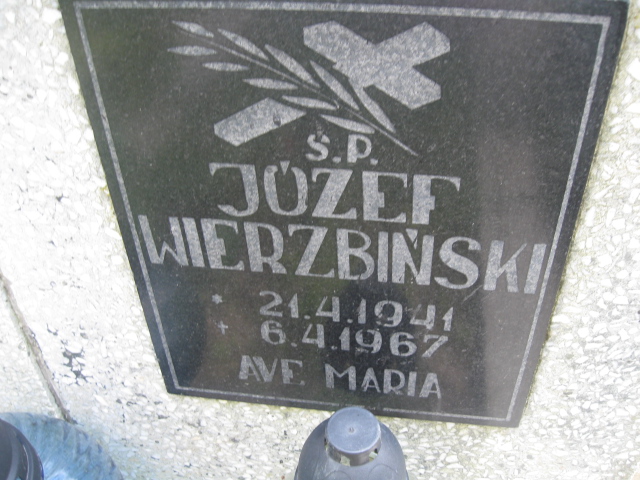 Ś.P.
JÓZEF
WIERZBIŃSKI
* 21.4.1941
+ 6.4.1967
AVE MARIA